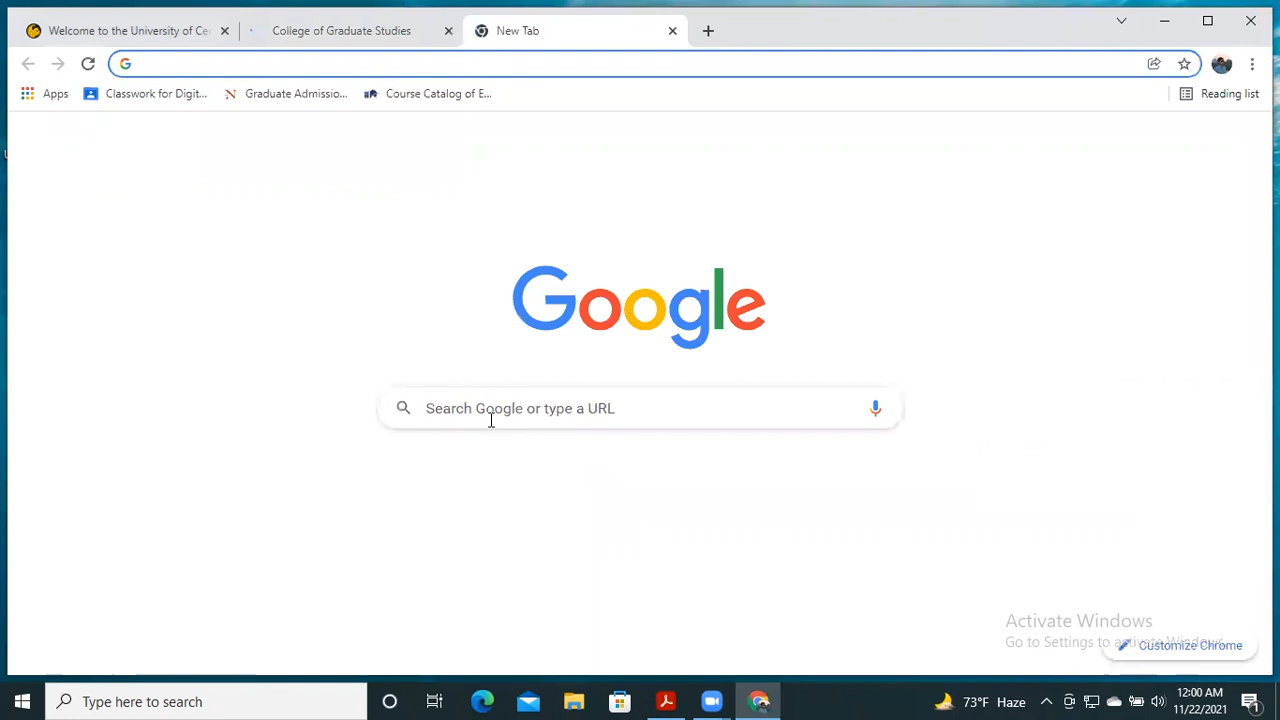 Welcome to the University of Ce
College of Graduate Studies
New Tab
Apps
Classwork for Digit...
Graduate Admissio...
Course Catalog of E...
Reading list
Google
Search Google or type a URL
Activate Windows
Go to Settings to activate Windows.
Customize Chrome
Type here to search
73°F Haze
12:00 AM
11/22/2021
1